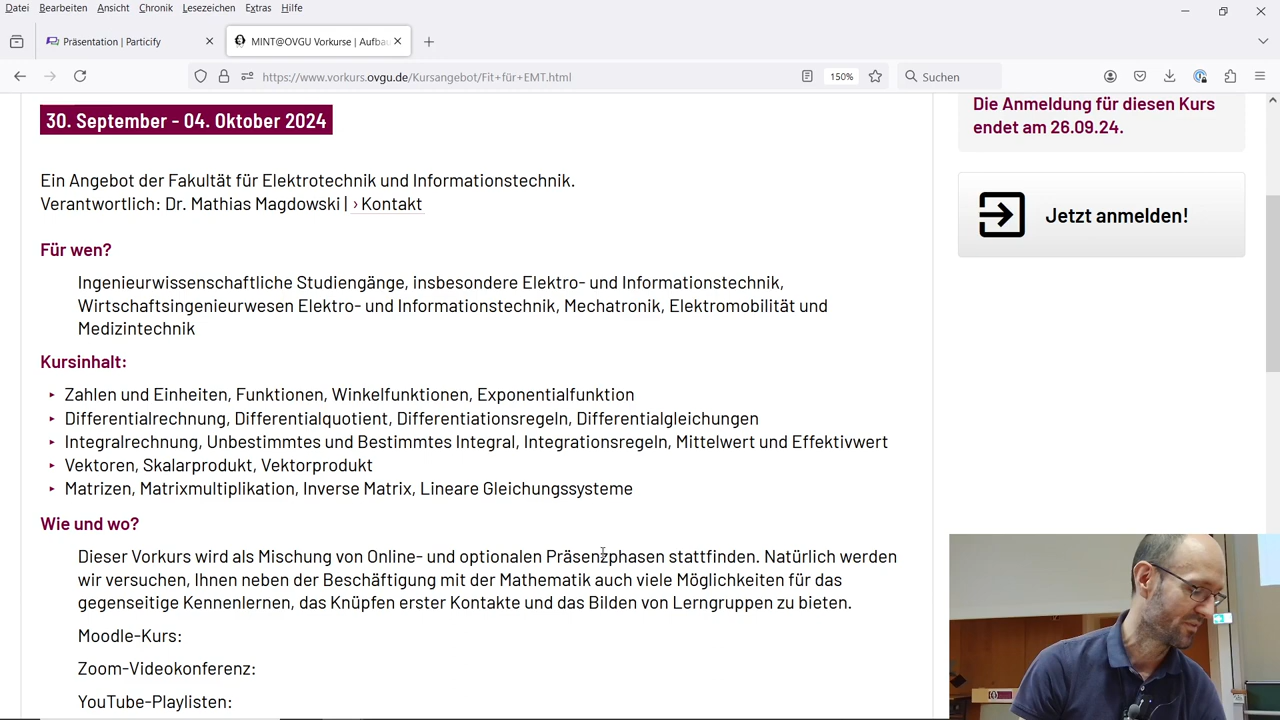 Datei Bearbeiten Ansicht Chronik Lesezeichen Extras Hilfe
Präsentation | Particify
MINT@OVGU Vorkurse | Aufbau
https://www.vorkurs.ovgu.de/Kursangebot/Fit+für+EMT.html
150%
Suchen
30. September - 04. Oktober 2024
Die Anmeldung für diesen Kurs
endet am 26.09.24.
Jetzt anmelden!
Ein Angebot der Fakultät für Elektrotechnik und Informationstechnik.
Verantwortlich: Dr. Mathias Magdowski | › Kontakt
Für wen?
Ingenieurwissenschaftliche Studiengänge, insbesondere Elektro- und Informationstechnik,
Wirtschaftsingenieurwesen Elektro- und Informationstechnik, Mechatronik, Elektromobilität und
Medizintechnik
Kursinhalt:
‣ Zahlen und Einheiten, Funktionen, Winkelfunktionen, Exponentialfunktion
‣ Differentialrechnung, Differentialquotient, Differentiationsregeln, Differentialgleichungen
‣ Integralrechnung, Unbestimmtes und Bestimmtes Integral, Integrationsregeln, Mittelwert und Effektivwert
‣ Vektoren, Skalarprodukt, Vektorprodukt
‣ Matrizen, Matrixmultiplikation, Inverse Matrix, Lineare Gleichungssysteme
Wie und wo?
Dieser Vorkurs wird als Mischung von Online- und optionalen Präsenzphasen stattfinden. Natürlich werden
wir versuchen, Ihnen neben der Beschäftigung mit der Mathematik auch viele Möglichkeiten für das
gegenseitige Kennenlernen, das Knüpfen erster Kontakte und das Bilden von Lerngruppen zu bieten.
Moodle-Kurs:
Zoom-Videokonferenz:
YouTube-Playlisten: